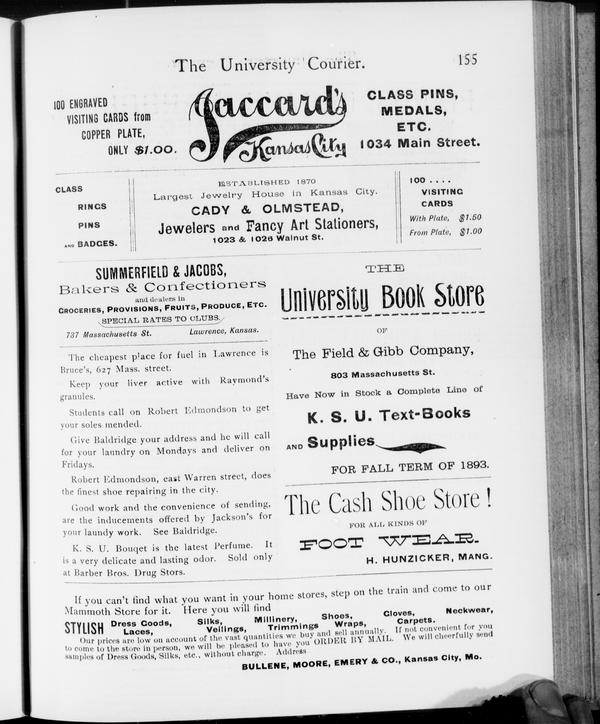 The University Courier. 155
100 ENGRAVED
VISITING CARDS from
COPPER PLATE,
ONLY $1.00.
Jaccard's
Kansas City
CLASS PINS,
MEDALS,
ETC.
1034 Main Street.
CLASS
RINGS
PINS
AND BADGES.
ESTABLISHED 1870
Largest Jewelry House in Kansas City.
CADY & OLMSTEAD,
Jewelers and Fancy Art Stationers,
1023 & 1026 Walnut St.
100 ....
VISITING
CARDS
With Plate, $1.50
From Plate, $1.00
SUMMERFIELD & JACOBS,
Bakers & Confectioners
and dealers in
GROCERIES, PROVISIONS, FRUITS, PRODUCE, ETC.
SPECIAL RATES TO CLUBS.
737 Massachusetts St. Lawrence, Kansas.
The cheapest place for fuel in Lawrence is
Bruce's, 627 Mass. street.
Keep your liver active with Raymond's
granules.
Students call on Robert Edmondson to get
your soles mended.
Give Baldridge your address and he will call
for your laundry on Mondays and deliver on
Fridays.
Robert Edmondson, east Warren street, does
the finest shoe repairing in the city.
Good work and the convenience of sending,
are the inducements offered by Jackson's for
your laundy work. See Baldridge.
K. S. U. Bouqet is the latest Perfume. It
is a very delicate and lasting odor. Sold only
at Barber Bros. Drug Stors.
THE
University Book Store
OF
The Field & Gibb Company,
803 Massachusetts St.
Have Now in Stock a Complete Line of
K. S. U. Text-Books
AND Supplies
FOR FALL TERM OF 1893.
The Cash Shoe Store!
FOR ALL KINDS OF
FOOT WEAR.
H. HUNZICKER, MANG.
If you can't find what you want in your home stores, step on the train and come to our
Mammoth Store for it. Here you will find
STYLISH Dress Goods, Silks, Millinery, Shoes, Gloves, Neckwear,
Laces, Veilings, Trimmings Wraps, Carpets.
Our prices are low on account of the vast quantities we buy and sell annually. If not convenient for you
to come to the store in person, we will be pleased to have you ORDER BY MAIL. We will cheerfully send
samples of Dress Goods, Silks, etc., without charge. Address
BULLENE, MOORE, EMERY & CO., Kansas City, Mo.